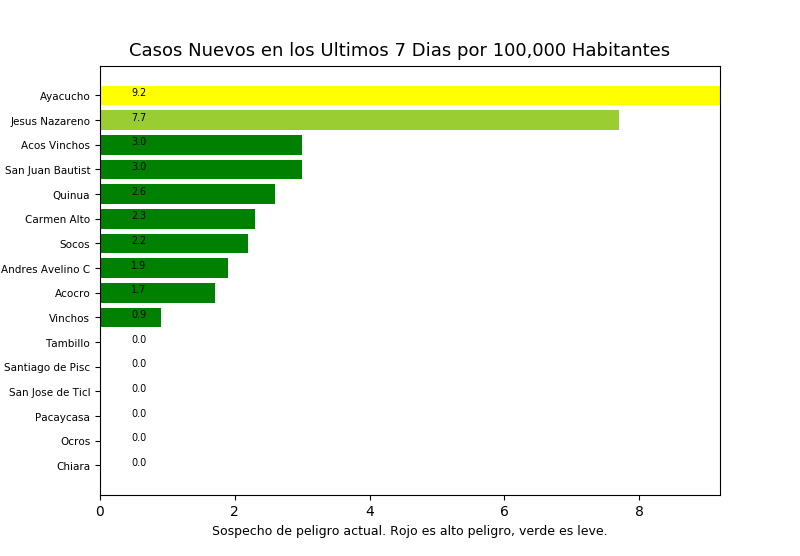 Casos Nuevos en los Ultimos 7 Dias por 100,000 Habitantes
Ayacucho 9.2
Jesus Nazareno 7.7
Acos Vinchos 3.0
San Juan Bautist 3.0
Quinua 2.6
Carmen Alto 2.3
Socos 2.2
Andres Avelino C 1.9
Acocro 1.7
Vinchos 0.9
Tambillo 0.0
Santiago de Pisc 0.0
San Jose de Ticl 0.0
Pacaycasa 0.0
Ocros 0.0
Chiara 0.0
0 2 4 6 8
Sospecho de peligro actual. Rojo es alto peligro, verde es leve.